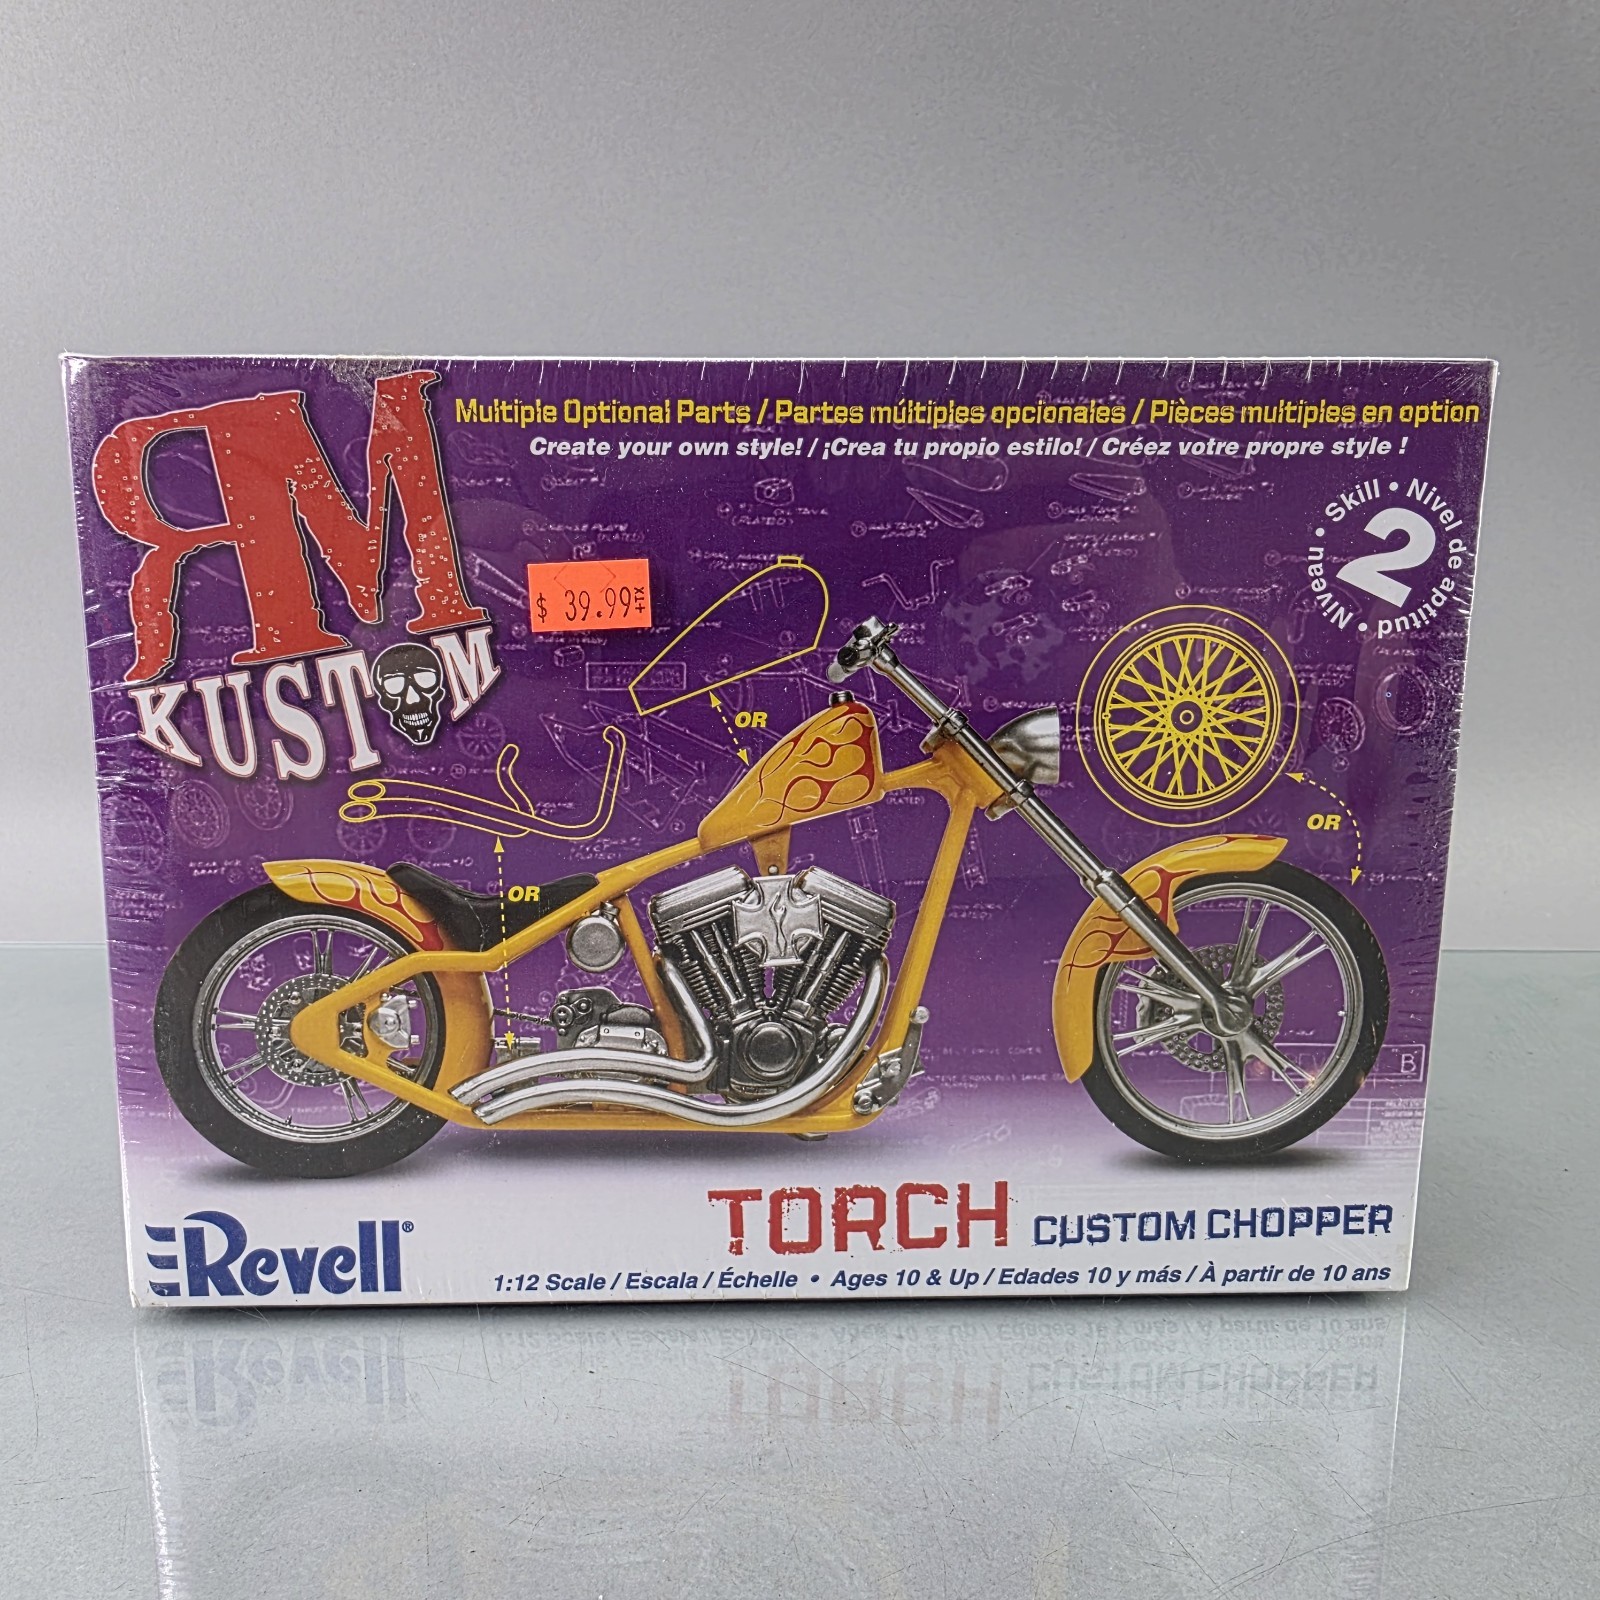 Multiple Optional Parts / Partes múltiples opcionales / Pièces multiples en option
Create your own style! / ¡Crea tu propio estilo! / Créez votre propre style !
RM
KUSTOM
Skill • Nivel de aptitud • Niveau •
2
$ 39.99 +TX
OR
OR
OR
B
Revell®
TORCH CUSTOM CHOPPER
1:12 Scale / Escala / Échelle • Ages 10 & Up / Edades 10 y más / À partir de 10 ans